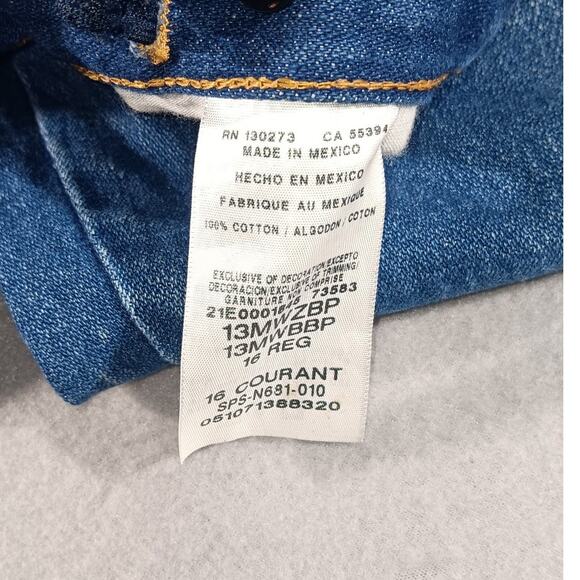 RN 130273 CA 55394
MADE IN MEXICO
HECHO EN MEXICO
FABRIQUE AU MEXIQUE
100% COTTON / ALGODON / COTON
EXCLUSIVE OF DECORATION/EXCEPTO
DECORACION/EXCLUSIVE OF TRIMMING/
GARNITURE NON COMPRISE
73583
13MWZBP
13MWBBP
16 REG
16 COURANT
SPS-N681-010
051071388320